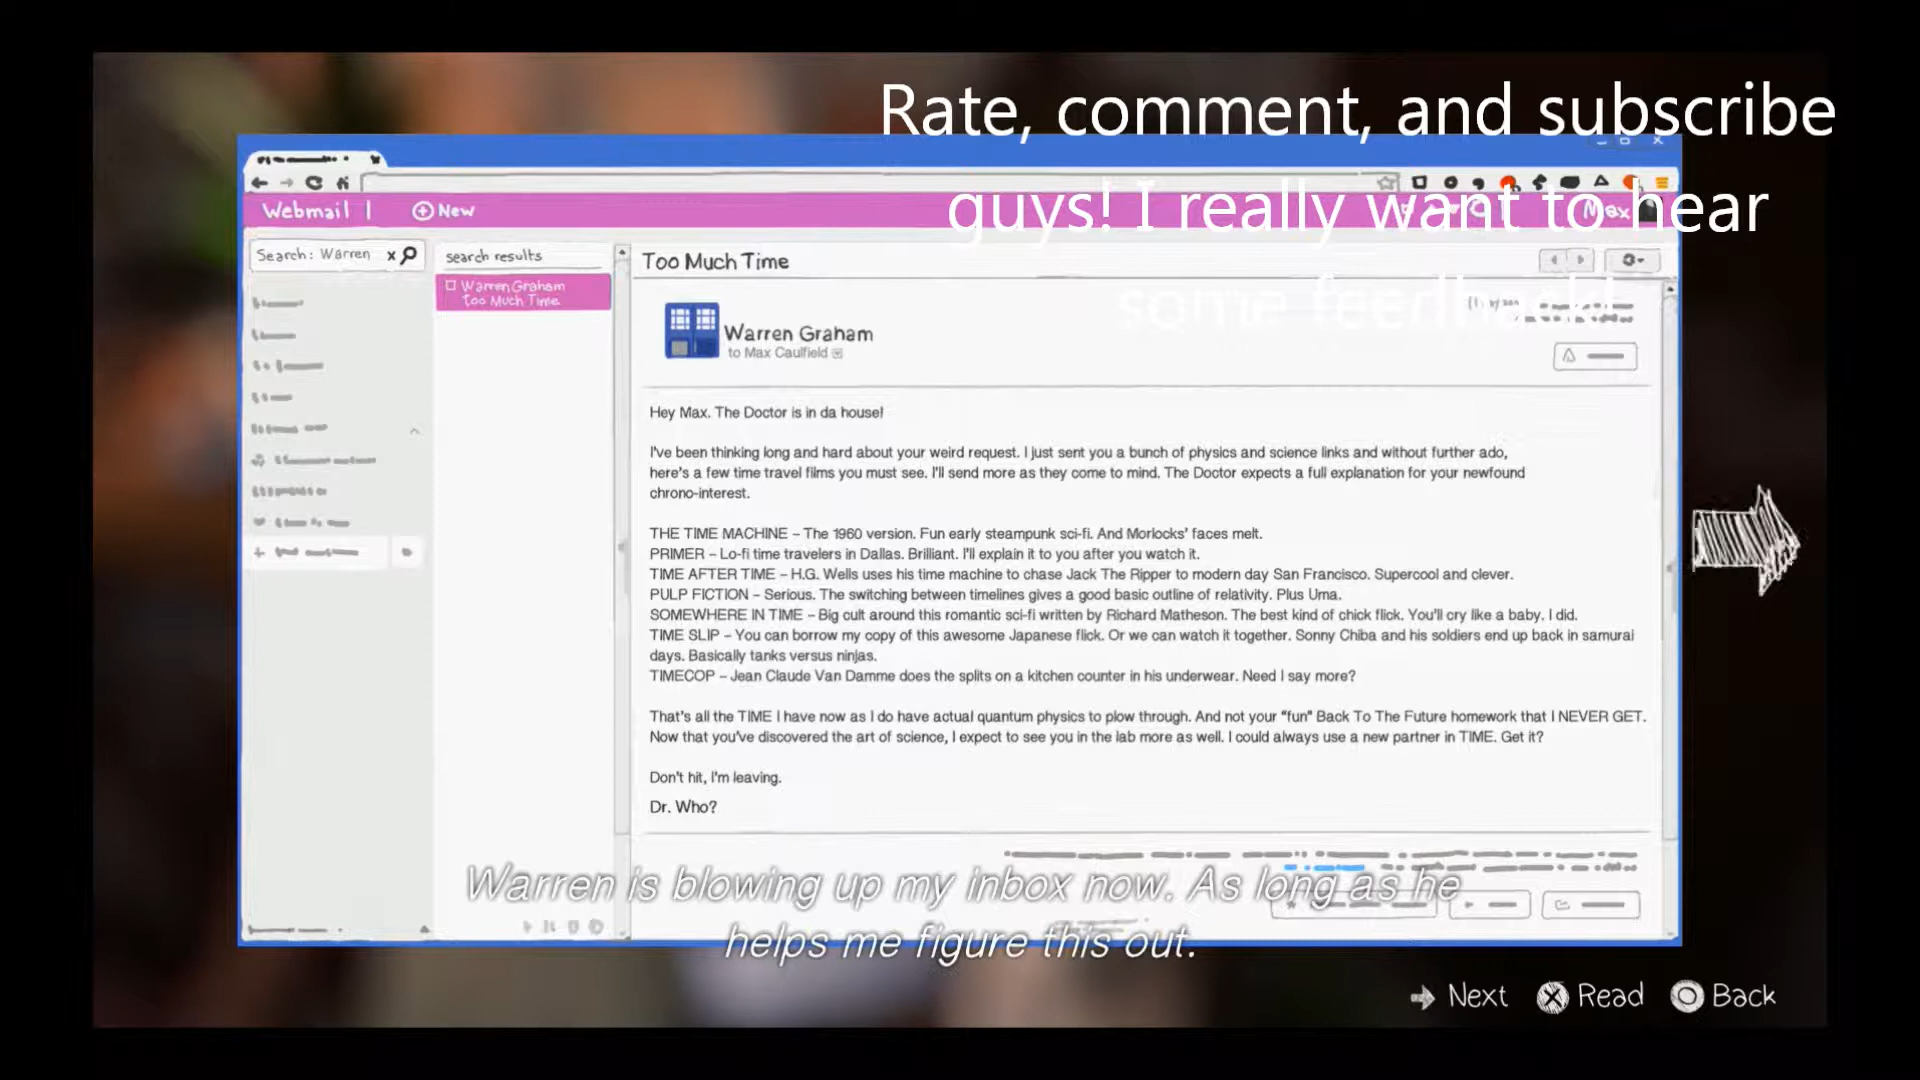 Rate, comment, and subscribe
guys! I really want to hear
some feedback!
Webmail |
New
Max
Search: Warren x
search results
Warren Graham
Too Much Time
Too Much Time
Warren Graham
to Max Caulfield
Hey Max. The Doctor is in da house!
I've been thinking long and hard about your weird request. I just sent you a bunch of physics and science links and without further ado,
here's a few time travel films you must see. I'll send more as they come to mind. The Doctor expects a full explanation for your newfound
chrono-interest.
THE TIME MACHINE – The 1960 version. Fun early steampunk sci-fi. And Morlocks' faces melt.
PRIMER – Lo-fi time travelers in Dallas. Brilliant. I'll explain it to you after you watch it.
TIME AFTER TIME – H.G. Wells uses his time machine to chase Jack The Ripper to modern day San Francisco. Supercool and clever.
PULP FICTION – Serious. The switching between timelines gives a good basic outline of relativity. Plus Uma.
SOMEWHERE IN TIME – Big cult around this romantic sci-fi written by Richard Matheson. The best kind of chick flick. You'll cry like a baby. I did.
TIME SLIP – You can borrow my copy of this awesome Japanese flick. Or we can watch it together. Sonny Chiba and his soldiers end up back in samurai
days. Basically tanks versus ninjas.
TIMECOP – Jean Claude Van Damme does the splits on a kitchen counter in his underwear. Need I say more?
That's all the TIME I have now as I do have actual quantum physics to plow through. And not your "fun" Back To The Future homework that I NEVER GET.
Now that you've discovered the art of science, I expect to see you in the lab more as well. I could always use a new partner in TIME. Get it?
Don't hit, I'm leaving.
Dr. Who?
Warren is blowing up my inbox now. As long as he
helps me figure this out.
Next
Read
Back